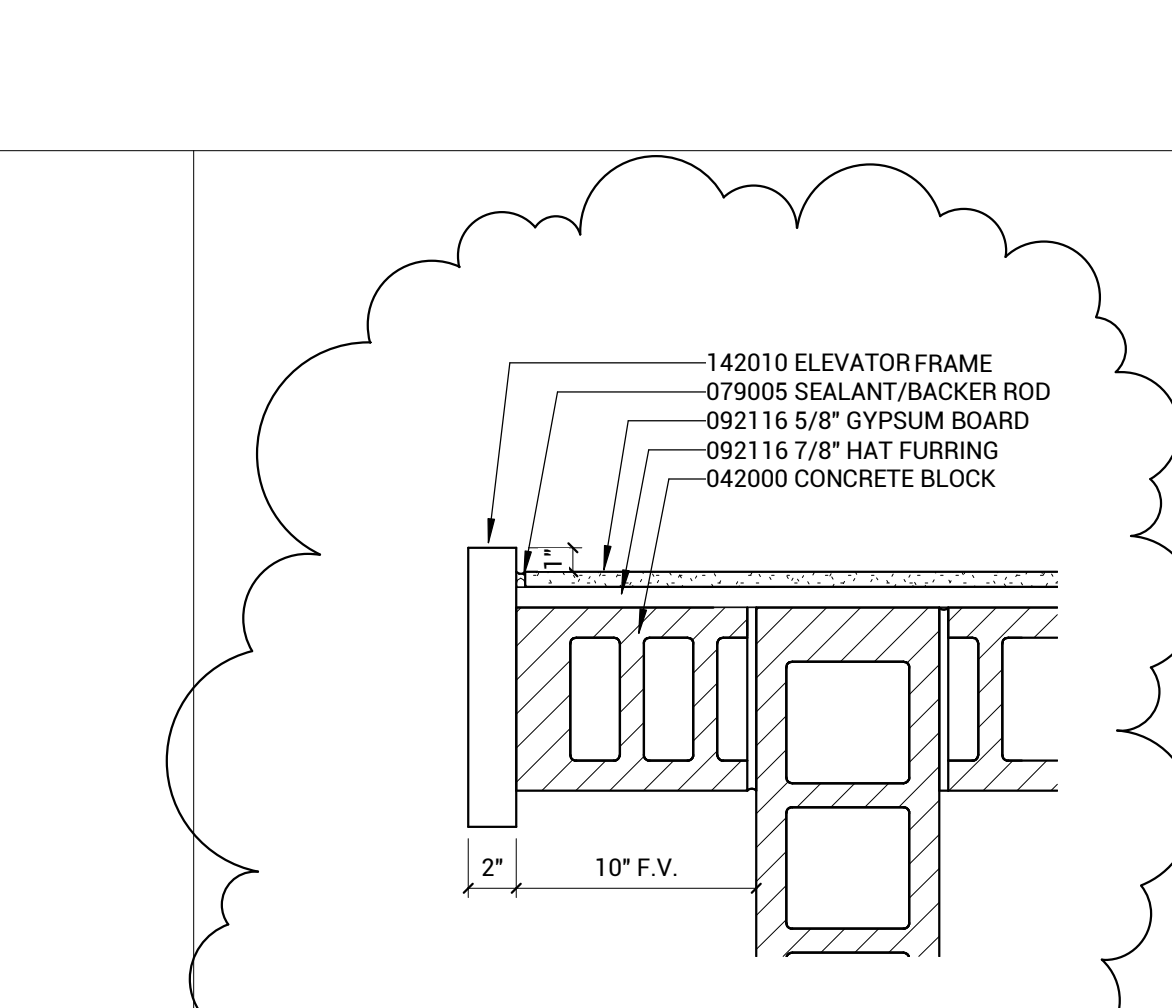 142010 ELEVATOR FRAME
079005 SEALANT/BACKER ROD
092116 5/8" GYPSUM BOARD
092116 7/8" HAT FURRING
042000 CONCRETE BLOCK
1"
2"
10" F.V.